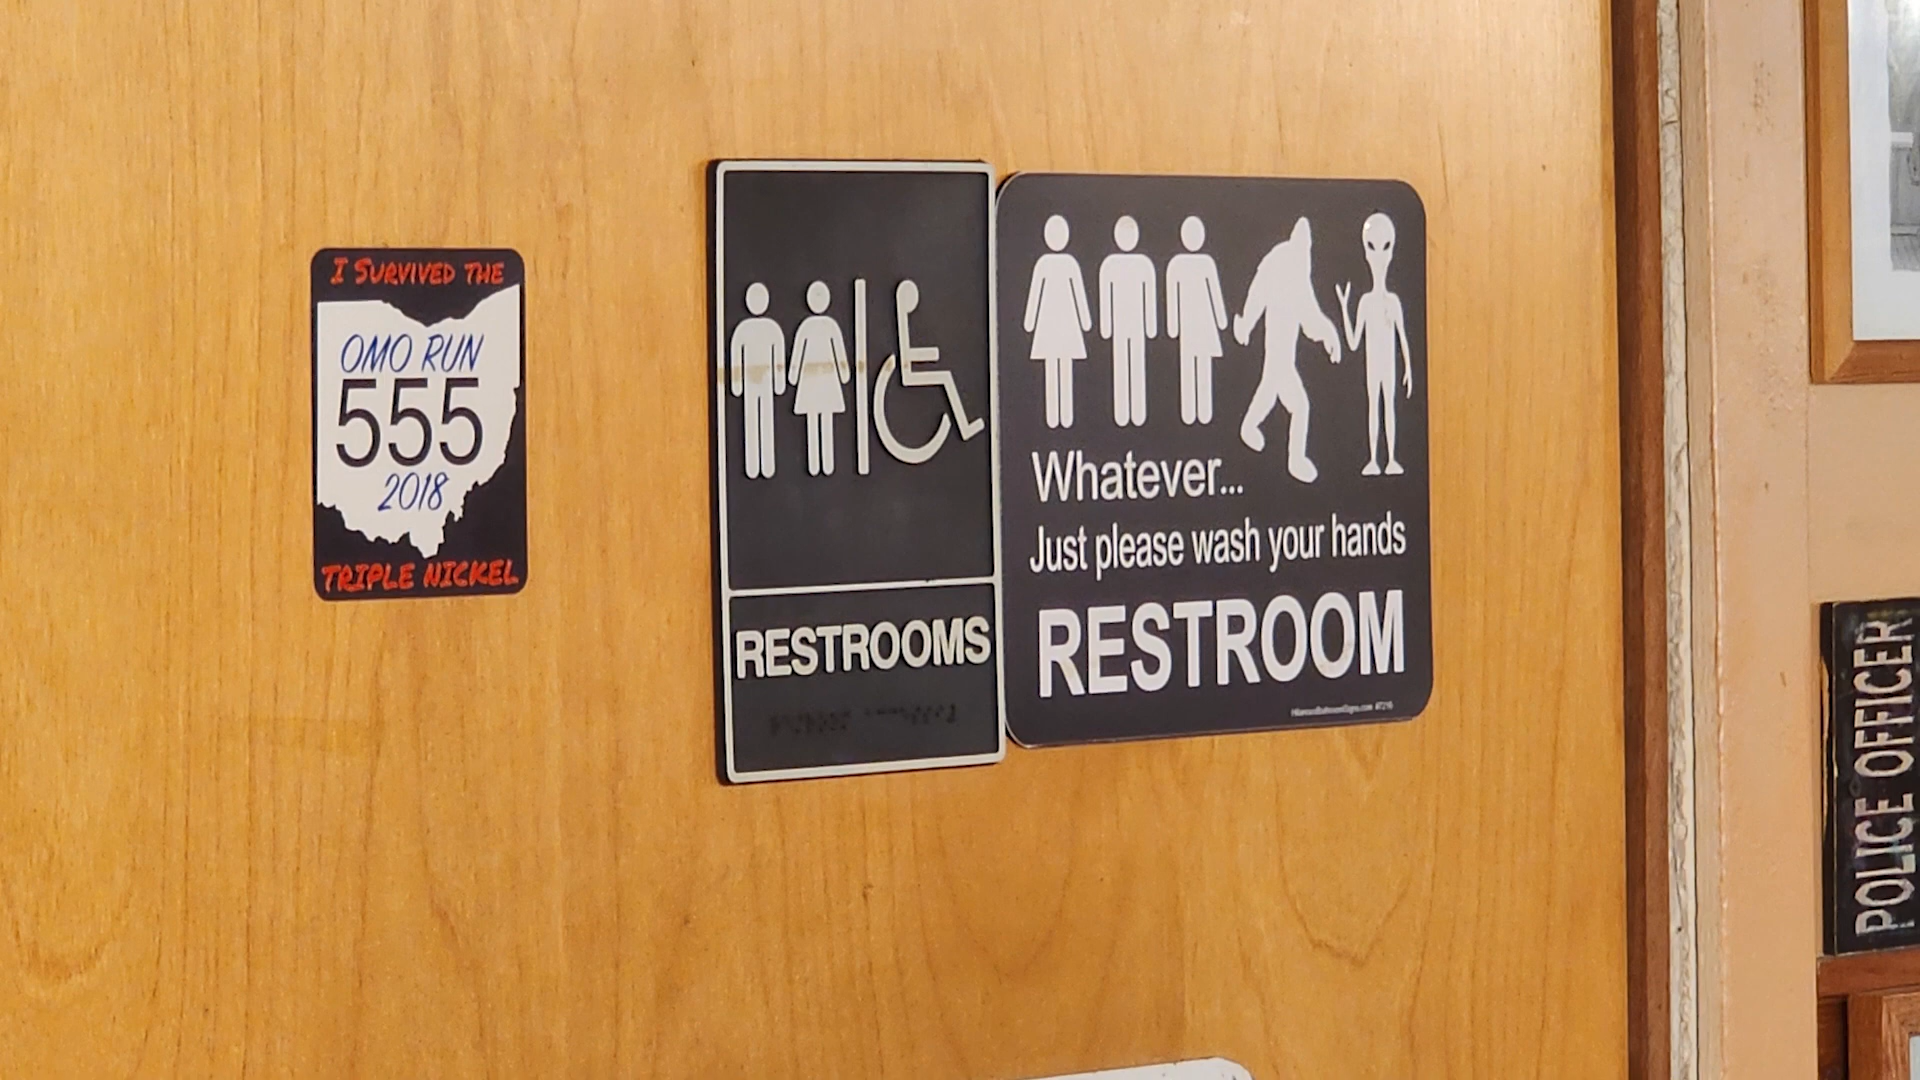 I SURVIVED THE
OMO RUN
555
2018
TRIPLE NICKEL
RESTROOMS
Whatever...
Just please wash your hands
RESTROOM
POLICE OFFICER